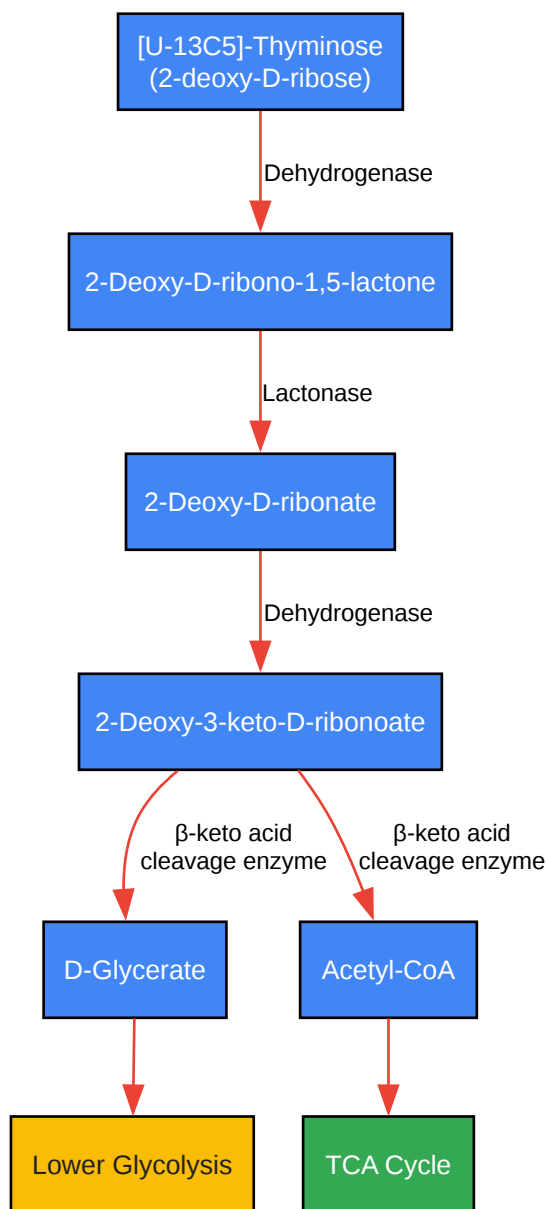 [U-13C5]-Thyminose
(2-deoxy-D-ribose)
Dehydrogenase
2-Deoxy-D-ribono-1,5-lactone
Lactonase
2-Deoxy-D-ribonate
Dehydrogenase
2-Deoxy-3-keto-D-ribonoate
β-keto acid
cleavage enzyme
β-keto acid
cleavage enzyme
D-Glycerate
Acetyl-CoA
Lower Glycolysis
TCA Cycle